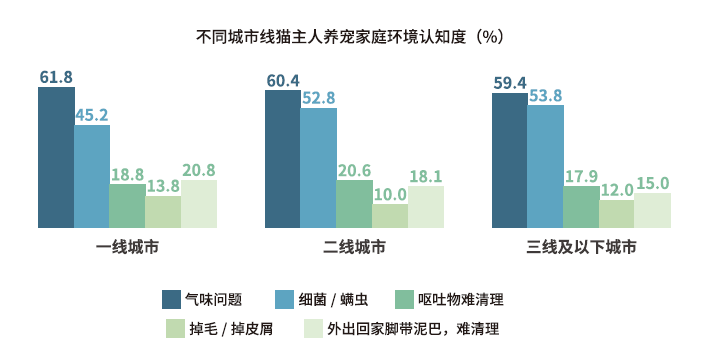 不同城市线猫主人养宠家庭环境认知度（%）
61.8 45.2 18.8 13.8 20.8
60.4 52.8 20.6 10.0 18.1
59.4 53.8 17.9 12.0 15.0
一线城市 二线城市 三线及以下城市
气味问题 细菌 / 螨虫 呕吐物难清理
掉毛 / 掉皮屑 外出回家脚带泥巴，难清理